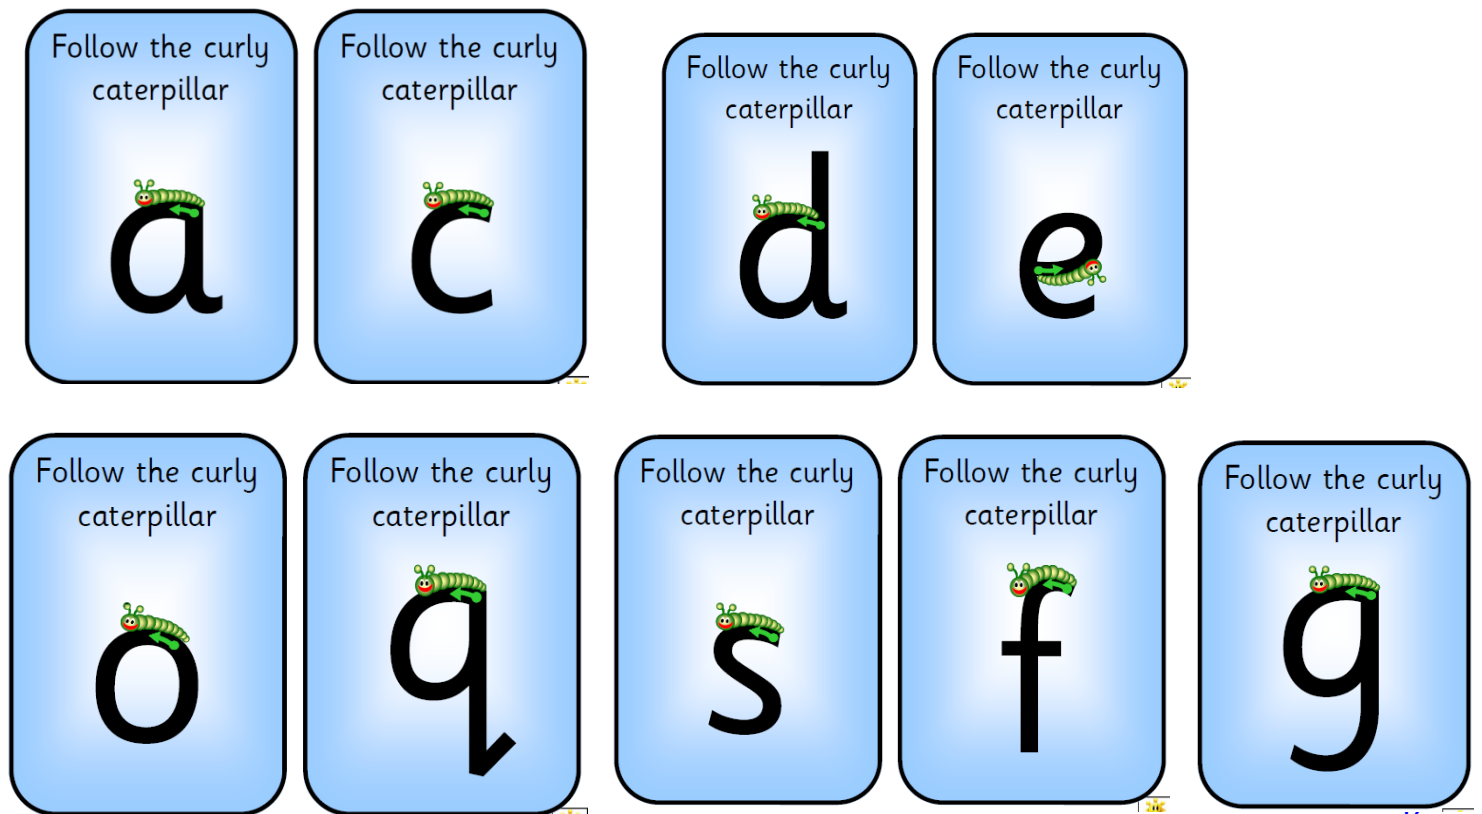 Follow the curly
caterpillar
a
Follow the curly
caterpillar
c
Follow the curly
caterpillar
d
Follow the curly
caterpillar
e
Follow the curly
caterpillar
o
Follow the curly
caterpillar
q
Follow the curly
caterpillar
s
Follow the curly
caterpillar
f
Follow the curly
caterpillar
g